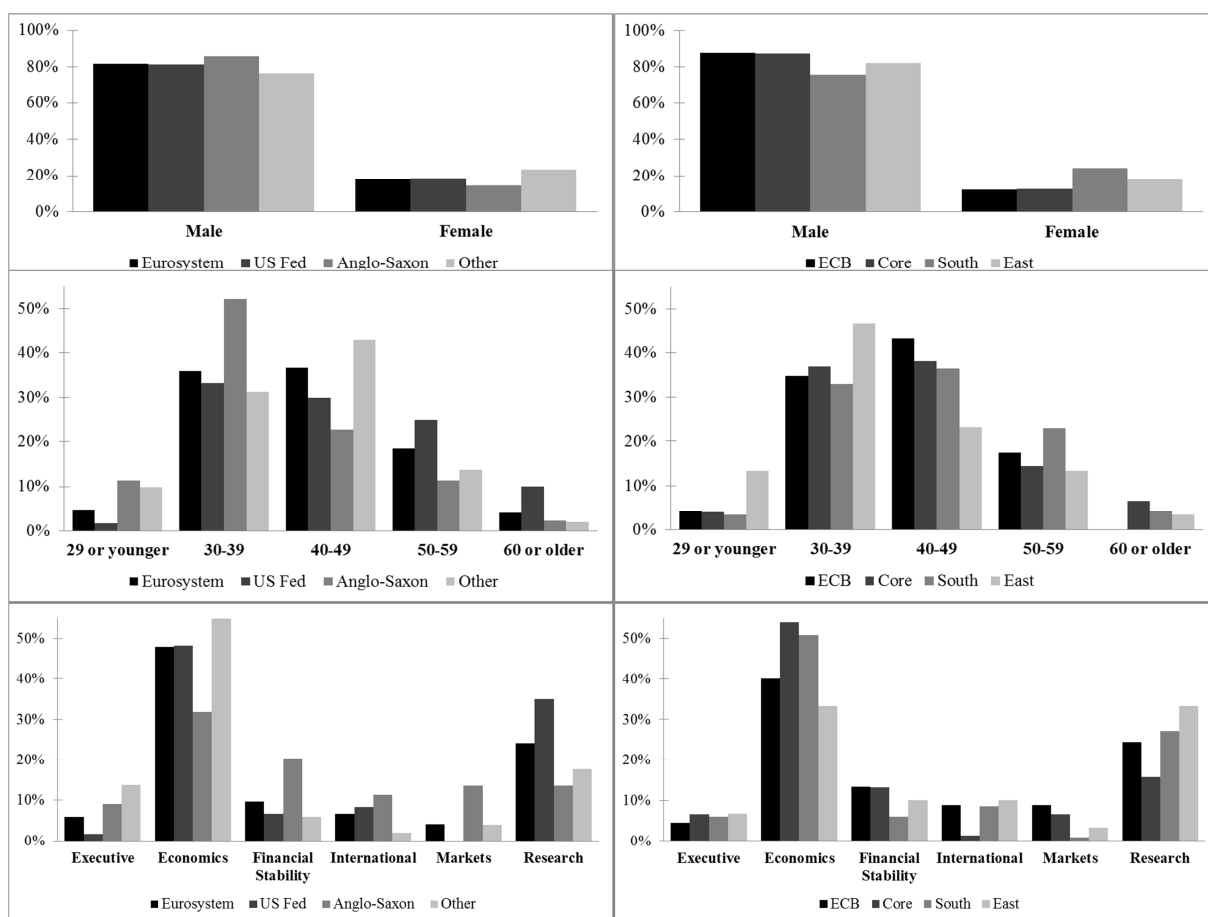 100%
80%
60%
40%
20%
0%
Male Female
■ Eurosystem ■ US Fed ■ Anglo-Saxon ■ Other
100%
80%
60%
40%
20%
0%
Male Female
■ ECB ■ Core ■ South ■ East
50%
40%
30%
20%
10%
0%
29 or younger 30-39 40-49 50-59 60 or older
■ Eurosystem ■ US Fed ■ Anglo-Saxon ■ Other
50%
40%
30%
20%
10%
0%
29 or younger 30-39 40-49 50-59 60 or older
■ ECB ■ Core ■ South ■ East
50%
40%
30%
20%
10%
0%
Executive Economics Financial International Markets Research
Stability
■ Eurosystem ■ US Fed ■ Anglo-Saxon ■ Other
50%
40%
30%
20%
10%
0%
Executive Economics Financial International Markets Research
Stability
■ ECB ■ Core ■ South ■ East